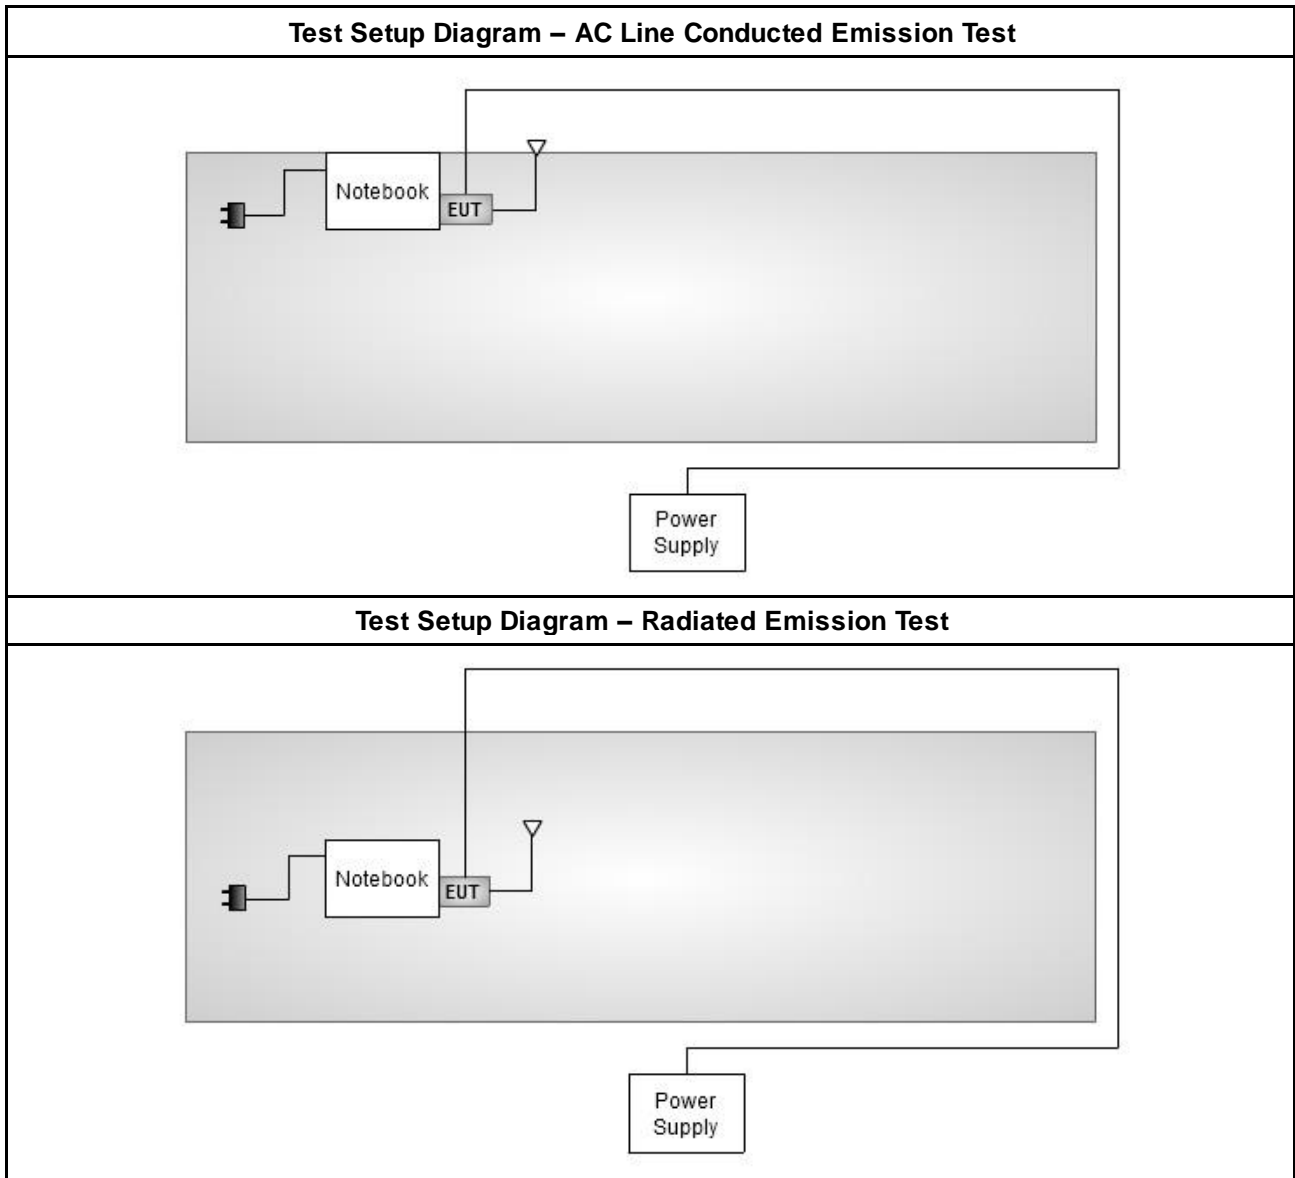 Test Setup Diagram – AC Line Conducted Emission Test
Notebook
EUT
Power
Supply
Test Setup Diagram – Radiated Emission Test
Notebook
EUT
Power
Supply